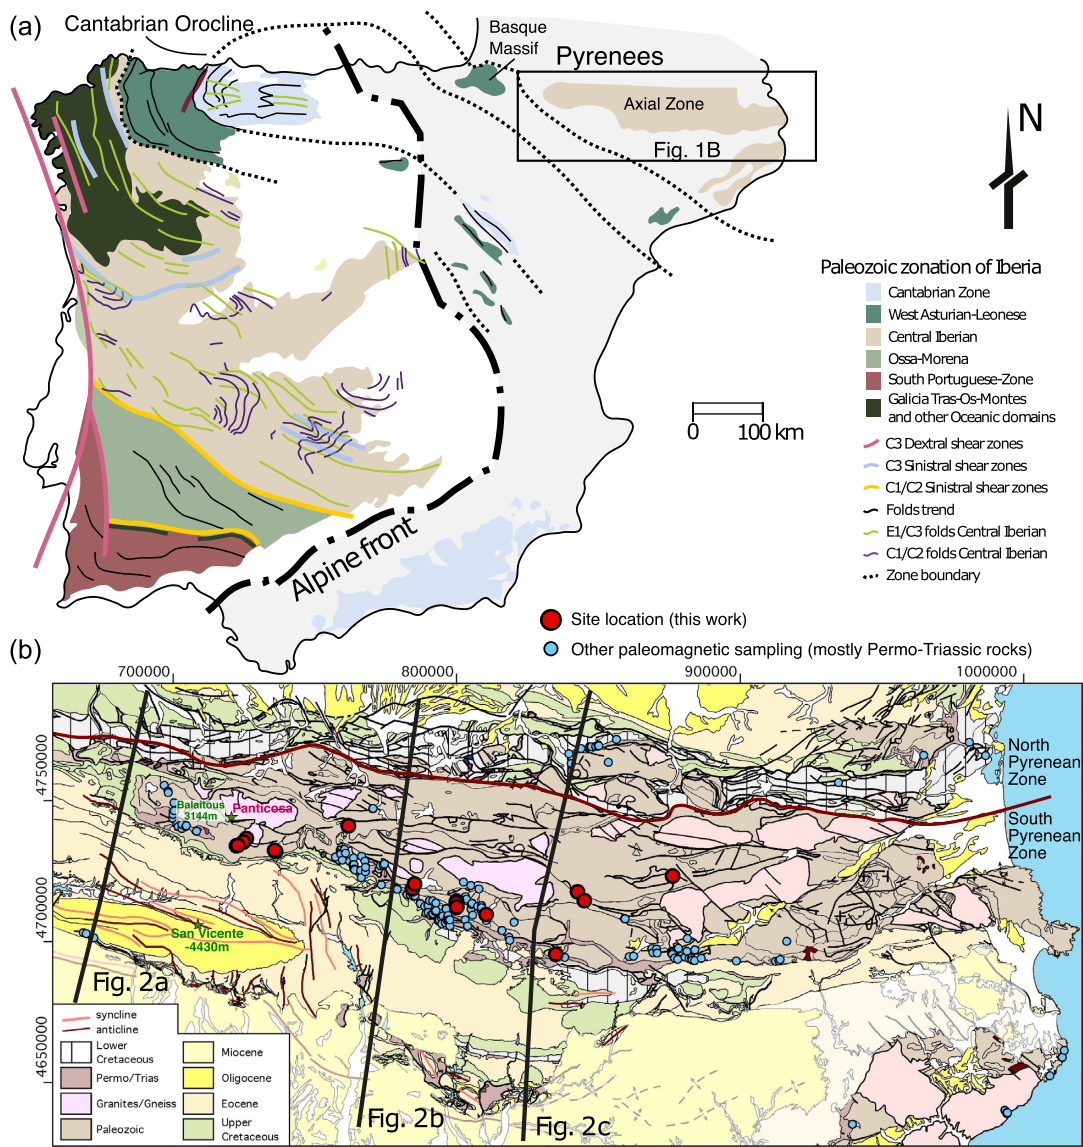 (a)
Cantabrian Orocline
Basque
Massif
Pyrenees
Axial Zone
Fig. 1B
N
Alpine front
0 100 km
Paleozoic zonation of Iberia
Cantabrian Zone
West Asturian-Leonese
Central Iberian
Ossa-Morena
South Portuguese-Zone
Galicia Tras-Os-Montes
and other Oceanic domains
C3 Dextral shear zones
C3 Sinistral shear zones
C1/C2 Sinistral shear zones
Folds trend
E1/C3 folds Central Iberian
C1/C2 folds Central Iberian
Zone boundary
Site location (this work)
Other paleomagnetic sampling (mostly Permo-Triassic rocks)
(b)
700000 800000 900000 1000000
4750000
4700000
4650000
North
Pyrenean
Zone
South
Pyrenean
Zone
Balaitous
3144m
Panticosa
San Vicente
-4430m
Fig. 2a
Fig. 2b
Fig. 2c
syncline
anticline
Lower
Cretaceous
Permo/Trias
Granites/Gneiss
Paleozoic
Miocene
Oligocene
Eocene
Upper
Cretaceous